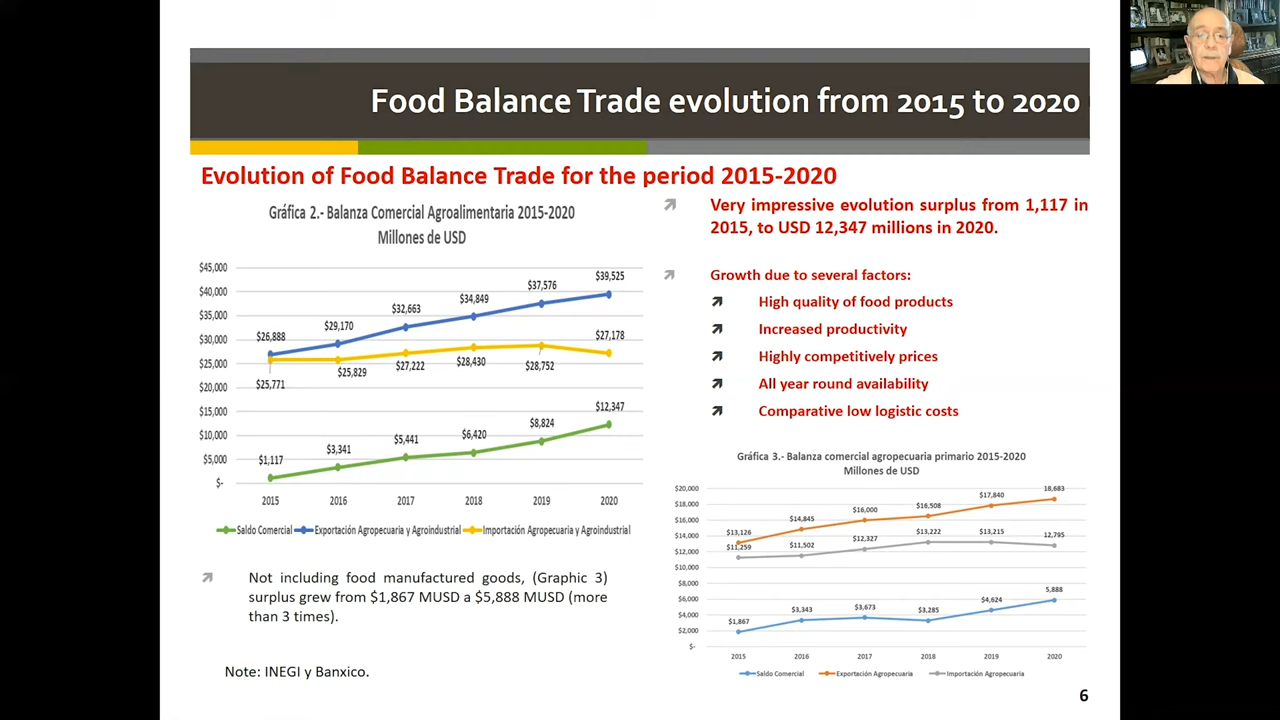 Food Balance Trade evolution from 2015 to 2020
Evolution of Food Balance Trade for the period 2015-2020
Gráfica 2.- Balanza Comercial Agroalimentaria 2015-2020
Millones de USD
$45,000
$40,000
$35,000
$30,000
$25,000
$20,000
$15,000
$10,000
$5,000
$-
$26,888
$29,170
$32,663
$34,849
$37,576
$39,525
$25,771
$25,829
$27,222
$28,430
$28,752
$27,178
$1,117
$3,341
$5,441
$6,420
$8,824
$12,347
2015 2016 2017 2018 2019 2020
Saldo Comercial Exportación Agropecuaria y Agroindustrial Importación Agropecuaria y Agroindustrial
Not including food manufactured goods, (Graphic 3)
surplus grew from $1,867 MUSD a $5,888 MUSD (more
than 3 times).
Note: INEGI y Banxico.
Very impressive evolution surplus from 1,117 in
2015, to USD 12,347 millions in 2020.
Growth due to several factors:
High quality of food products
Increased productivity
Highly competitively prices
All year round availability
Comparative low logistic costs
Gráfica 3.- Balanza comercial agropecuaria primario 2015-2020
Millones de USD
$20,000
$18,000
$16,000
$14,000
$12,000
$10,000
$8,000
$6,000
$4,000
$2,000
$-
$13,126
$14,845
$16,000
$16,508
$17,840
18,683
$11,259
$11,502
$12,327
$13,222
$13,215
12,795
$1,867
$3,343
$3,673
$3,285
$4,624
5,888
2015 2016 2017 2018 2019 2020
Saldo Comercial Exportación Agropecuaria Importación Agropecuaria
6